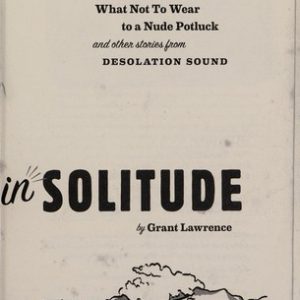 What Not To Wear
to a Nude Potluck
and other stories from
DESOLATION SOUND
in SOLITUDE
by Grant Lawrence